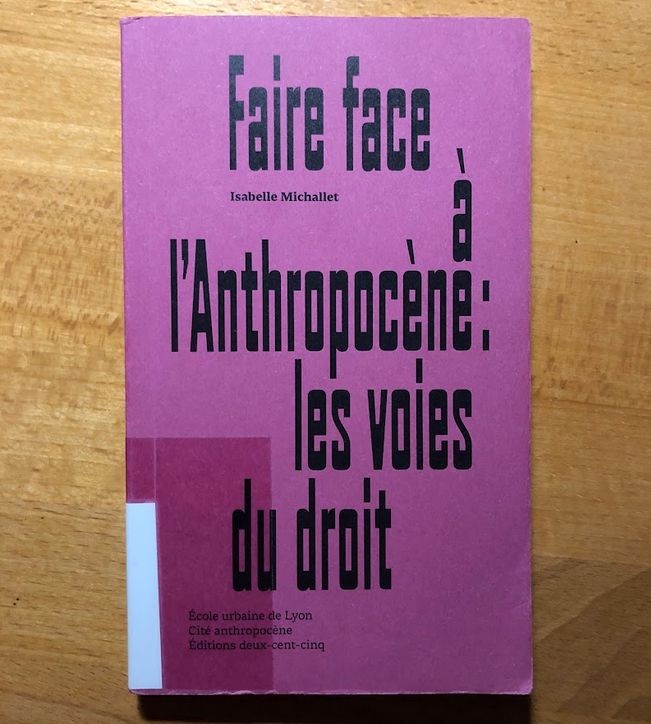 Faire face
Isabelle Michallet
à
l'Anthropocène :
les voies
du droit
École urbaine de Lyon
Cité anthropocène
Éditions deux-cent-cinq